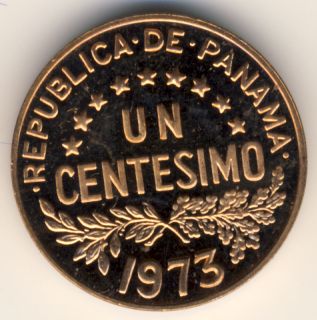 ·REPUBLICA·DE·PANAMA·
UN
CENTESIMO
1973